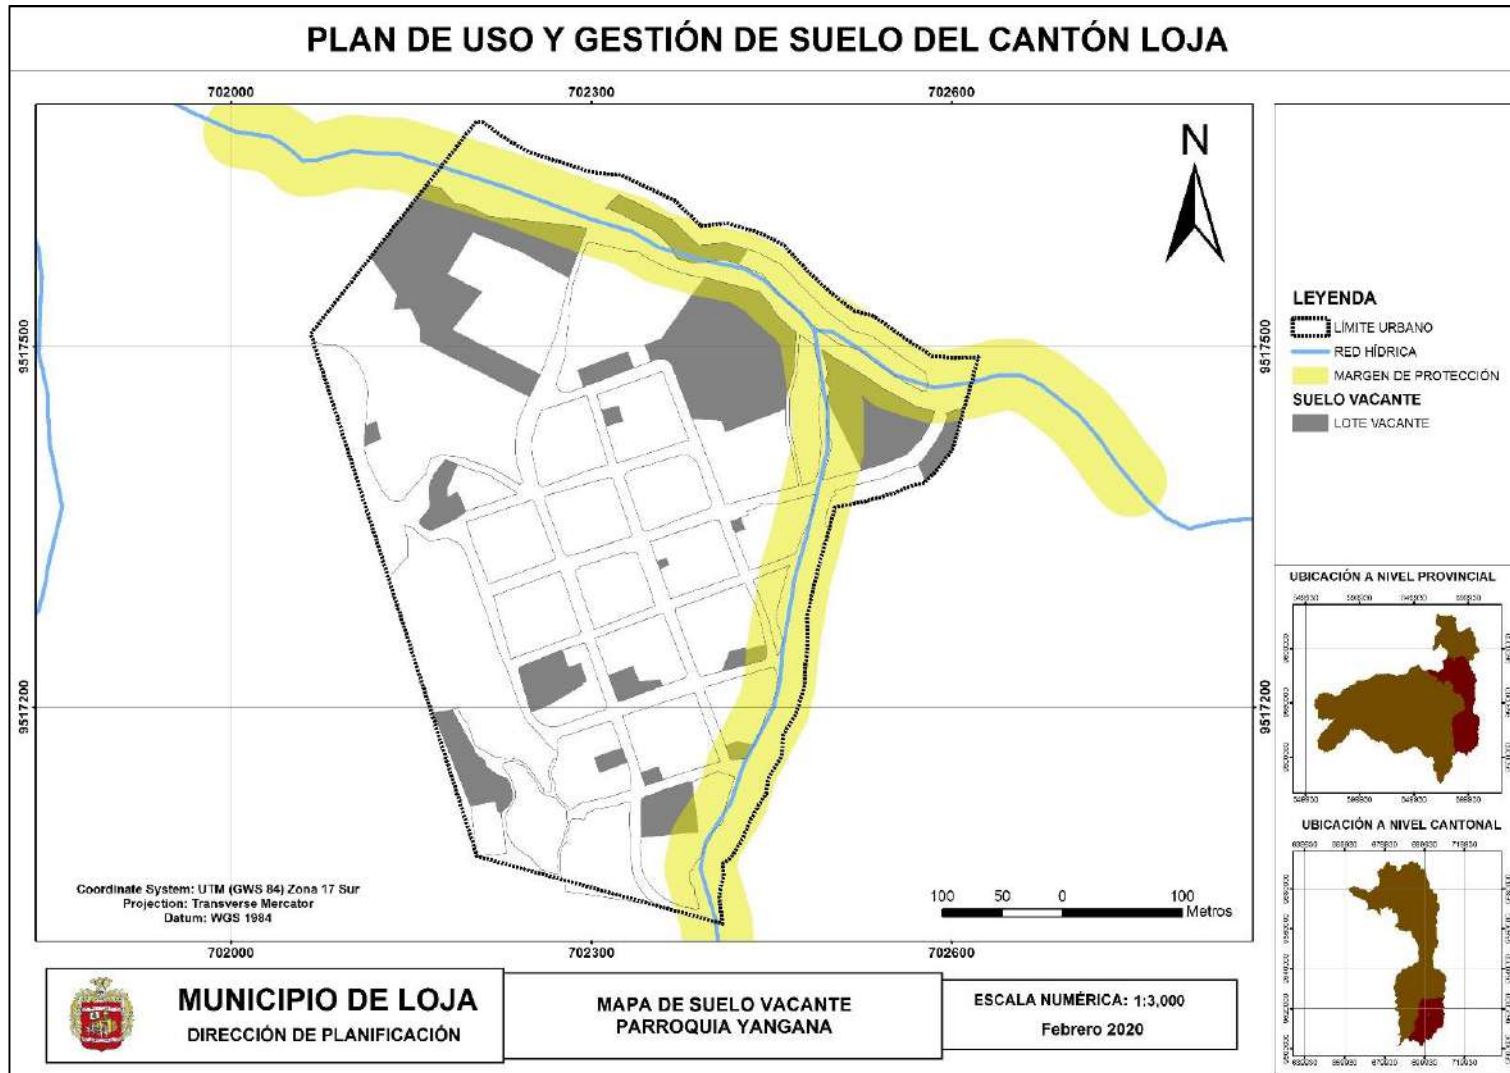 PLAN DE USO Y GESTIÓN DE SUELO DEL CANTÓN LOJA
702000 702300 702600
N
9517500 9517500
9517200 9517200
LEYENDA
LÍMITE URBANO
RED HÍDRICA
MARGEN DE PROTECCIÓN
SUELO VACANTE
LOTE VACANTE
UBICACIÓN A NIVEL PROVINCIAL
UBICACIÓN A NIVEL CANTONAL
Coordinate System: UTM (GWS 84) Zona 17 Sur
Projection: Transverse Mercator
Datum: WGS 1984
100 50 0 100
Metros
702000 702300 702600
MUNICIPIO DE LOJA
DIRECCIÓN DE PLANIFICACIÓN
MAPA DE SUELO VACANTE
PARROQUIA YANGANA
ESCALA NUMÉRICA: 1:3,000
Febrero 2020